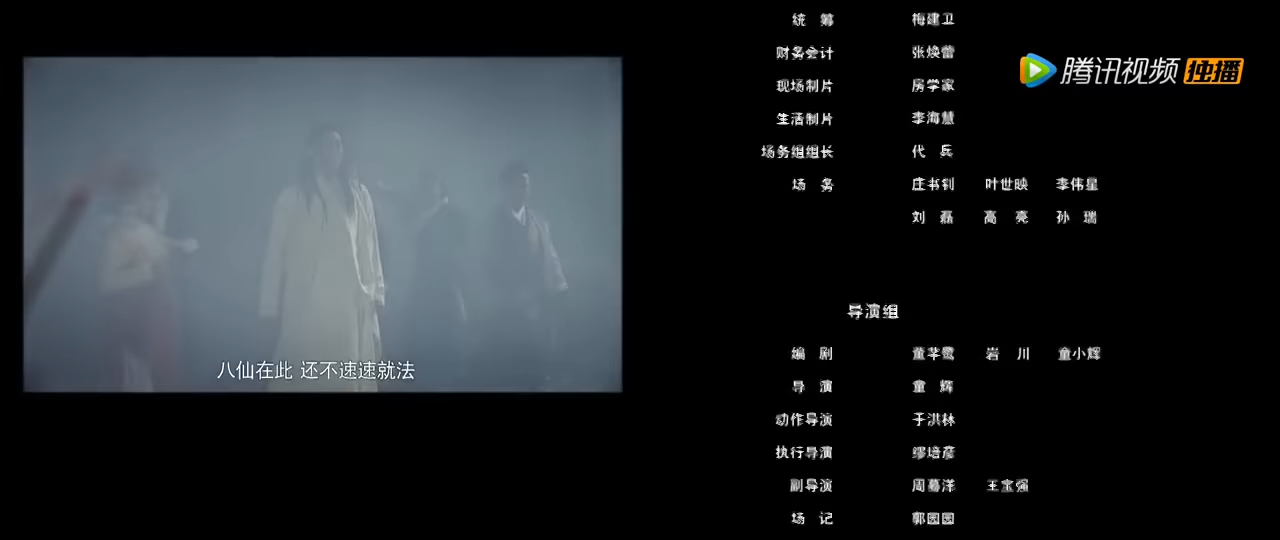 统 筹 梅建卫
财务会计 张焕蕾
现场制片 房学家
生活制片 李海慧
场务组组长 代 兵
场 务 庄书钊 叶世映 李伟星
刘 磊 高 亮 孙 瑞
腾讯视频 独播
八仙在此 还不速速就法
导演组
编 剧 岩 川 童小辉
导 演 童 辉
动作导演 于洪林
执行导演 缪培彦
副导演 周蓦洋 王宝强
场 记 郭园园